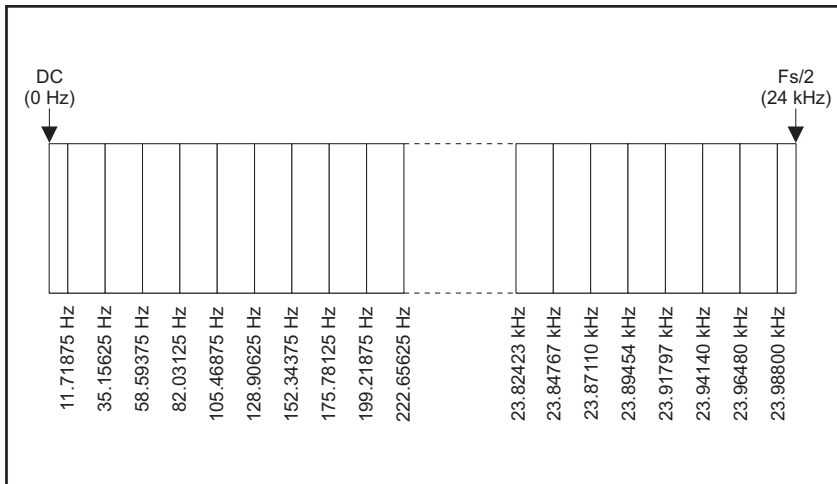 DC
(0 Hz)
Fs/2
(24 kHz)
11.71875 Hz
35.15625 Hz
58.59375 Hz
82.03125 Hz
105.46875 Hz
128.90625 Hz
152.34375 Hz
175.78125 Hz
199.21875 Hz
222.65625 Hz
23.82423 kHz
23.84767 kHz
23.87110 kHz
23.89454 kHz
23.91797 kHz
23.94140 kHz
23.96480 kHz
23.98800 kHz